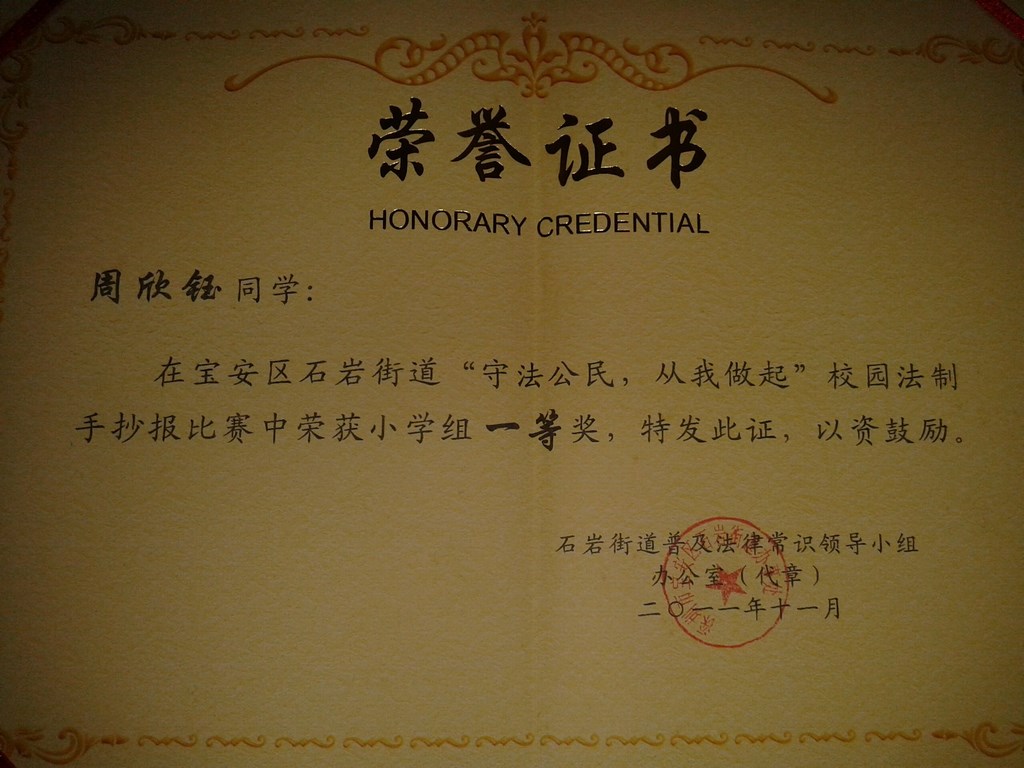 荣誉证书
HONORARY CREDENTIAL
周欣钰同学：
在宝安区石岩街道“守法公民，从我做起”校园法制
手抄报比赛中荣获小学组一等奖，特发此证，以资鼓励。
石岩街道普及法律常识领导小组
办公室（代章）
二〇一一年十一月